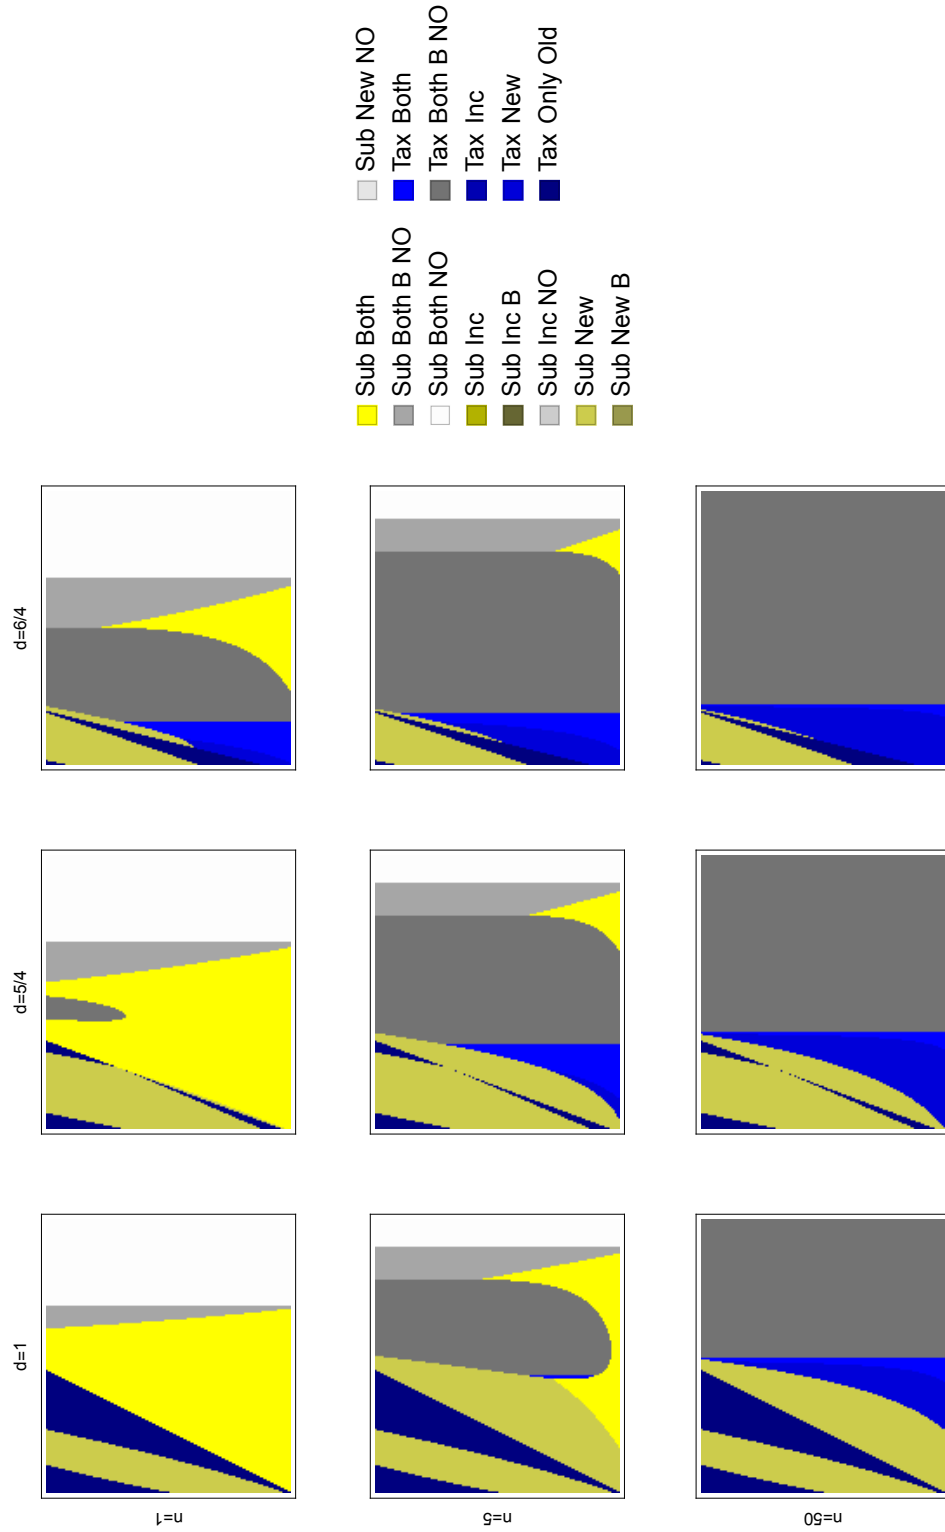 d=1
d=5/4
d=6/4
n=1
n=5
n=50
Sub Both
Sub Both B NO
Sub Both NO
Sub Inc
Sub Inc B
Sub Inc NO
Sub New
Sub New B
Sub New NO
Tax Both
Tax Both B NO
Tax Inc
Tax New
Tax Only Old